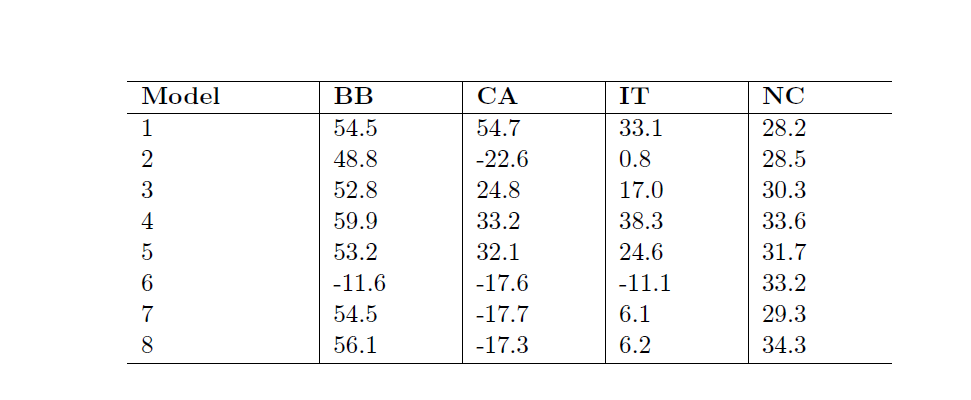 Model BB CA IT NC
1 54.5 54.7 33.1 28.2
2 48.8 -22.6 0.8 28.5
3 52.8 24.8 17.0 30.3
4 59.9 33.2 38.3 33.6
5 53.2 32.1 24.6 31.7
6 -11.6 -17.6 -11.1 33.2
7 54.5 -17.7 6.1 29.3
8 56.1 -17.3 6.2 34.3